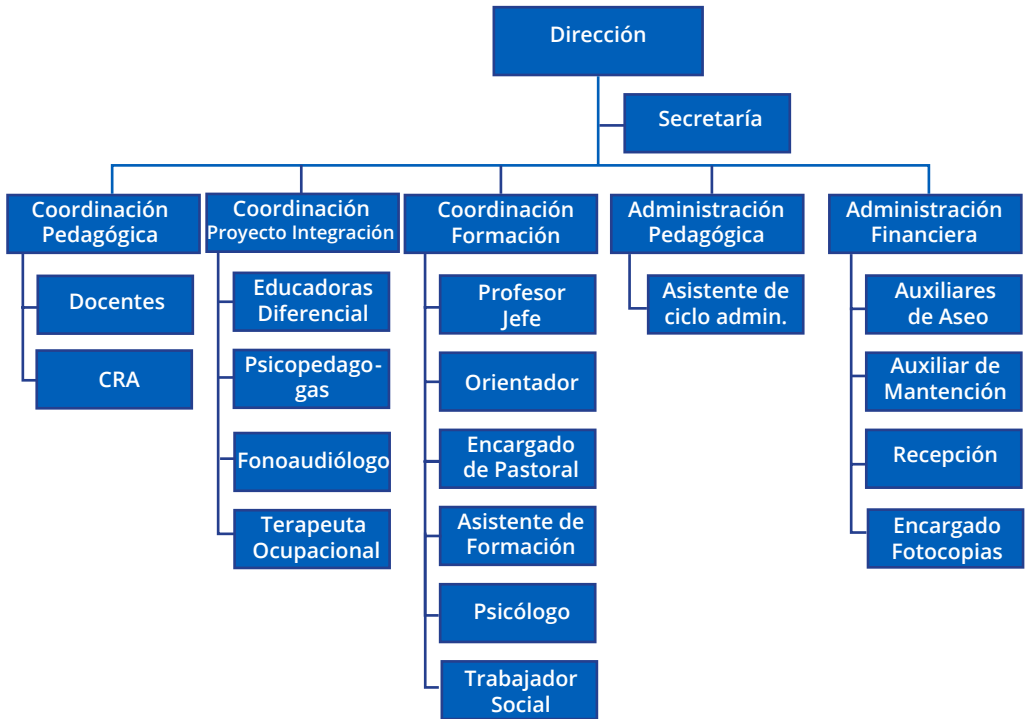 Dirección
Secretaría
Coordinación
Pedagógica
Docentes
CRA
Coordinación
Proyecto Integración
Educadoras
Diferencial
Psicopedago-
gas
Fonoaudiólogo
Terapeuta
Ocupacional
Coordinación
Formación
Profesor
Jefe
Orientador
Encargado
de Pastoral
Asistente de
Formación
Psicólogo
Trabajador
Social
Administración
Pedagógica
Asistente de
ciclo admin.
Administración
Financiera
Auxiliares
de Aseo
Auxiliar de
Mantención
Recepción
Encargado
Fotocopias